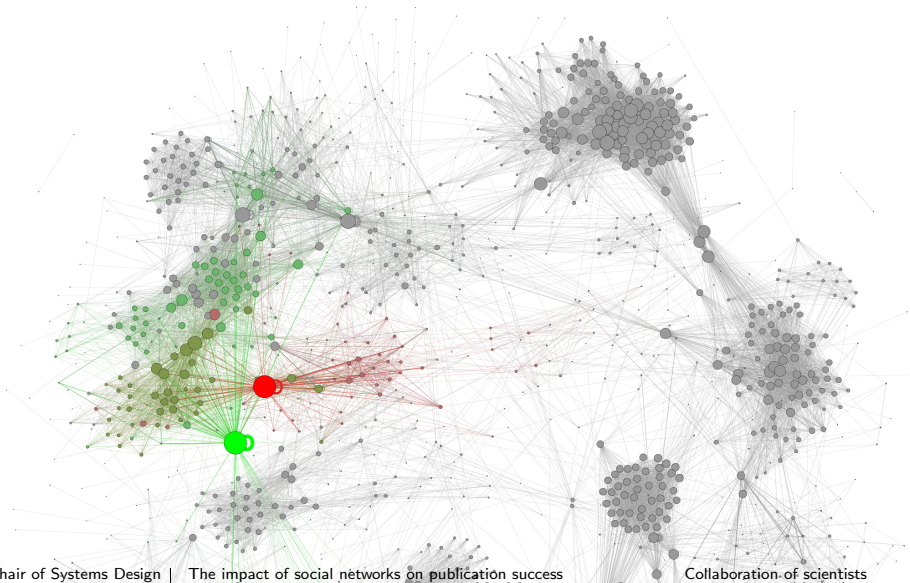 hair of Systems Design | The impact of social networks on publication success Collaboration of scientists